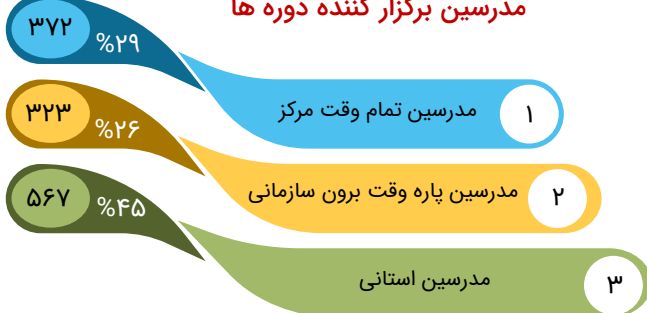 مدرسین برگزار کننده دوره ها
۳۷۲
%۲۹
۱
مدرسین تمام وقت مرکز
۳۲۳
%۲۶
۲
مدرسین پاره وقت برون سازمانی
۵۶۷
%۴۵
۳
مدرسین استانی